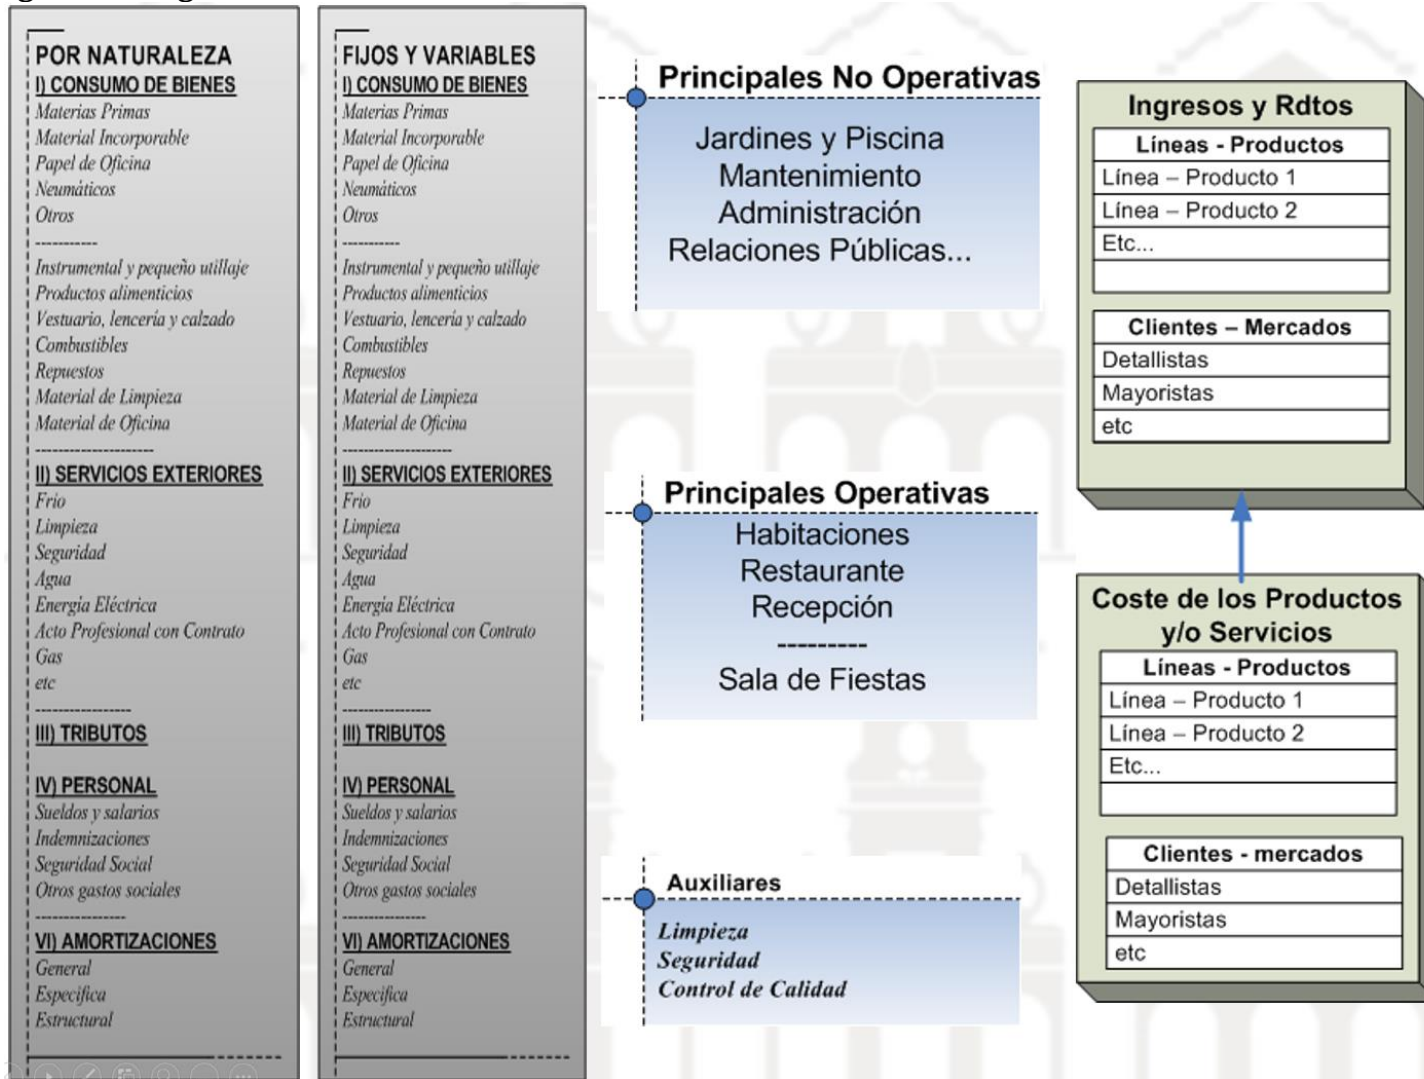 POR NATURALEZA
I) CONSUMO DE BIENES
Materias Primas
Material Incorporable
Papel de Oficina
Neumáticos
Otros
-----------
Instrumental y pequeño utillaje
Productos alimenticios
Vestuario, lencería y calzado
Combustibles
Repuestos
Material de Limpieza
Material de Oficina
---------------------
II) SERVICIOS EXTERIORES
Frio
Limpieza
Seguridad
Agua
Energía Eléctrica
Acto Profesional con Contrato
Gas
etc
-----------------
III) TRIBUTOS
IV) PERSONAL
Sueldos y salarios
Indemnizaciones
Seguridad Social
Otros gastos sociales
----------------
VI) AMORTIZACIONES
General
Especifica
Estructural
FIJOS Y VARIABLES
I) CONSUMO DE BIENES
Materias Primas
Material Incorporable
Papel de Oficina
Neumáticos
Otros
-----------
Instrumental y pequeño utillaje
Productos alimenticios
Vestuario, lencería y calzado
Combustibles
Repuestos
Material de Limpieza
Material de Oficina
---------------------
II) SERVICIOS EXTERIORES
Frio
Limpieza
Seguridad
Agua
Energía Eléctrica
Acto Profesional con Contrato
Gas
etc
-----------------
III) TRIBUTOS
IV) PERSONAL
Sueldos y salarios
Indemnizaciones
Seguridad Social
Otros gastos sociales
----------------
VI) AMORTIZACIONES
General
Especifica
Estructural
Principales No Operativas
Jardines y Piscina
Mantenimiento
Administración
Relaciones Públicas...
Principales Operativas
Habitaciones
Restaurante
Recepción
---------
Sala de Fiestas
Auxiliares
Limpieza
Seguridad
Control de Calidad
Ingresos y Rdtos
Líneas - Productos
Línea – Producto 1
Línea – Producto 2
Etc...
Clientes – Mercados
Detallistas
Mayoristas
etc
Coste de los Productos
y/o Servicios
Líneas - Productos
Línea – Producto 1
Línea – Producto 2
Etc...
Clientes - mercados
Detallistas
Mayoristas
etc